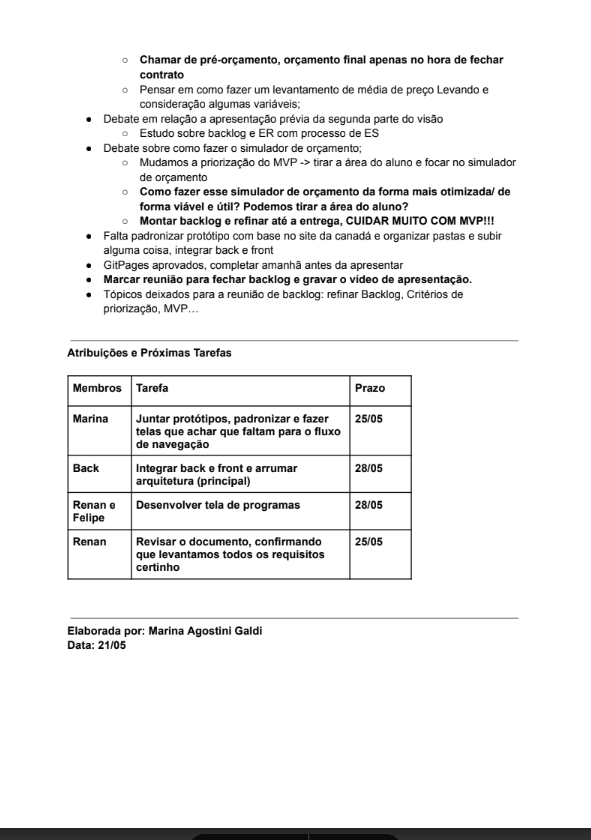 ○ Chamar de pré-orçamento, orçamento final apenas no hora de fechar
contrato
○ Pensar em como fazer um levantamento de média de preço Levando e
consideração algumas variáveis;
● Debate em relação a apresentação prévia da segunda parte do visão
○ Estudo sobre backlog e ER com processo de ES
● Debate sobre como fazer o simulador de orçamento;
○ Mudamos a priorização do MVP -> tirar a área do aluno e focar no simulador
de orçamento
○ Como fazer esse simulador de orçamento da forma mais otimizada/ de
forma viável e útil? Podemos tirar a área do aluno?
○ Montar backlog e refinar até a entrega, CUIDAR MUITO COM MVP!!!
● Falta padronizar protótipo com base no site da canadá e organizar pastas e subir
alguma coisa, integrar back e front
● GitPages aprovados, completar amanhã antes da apresentar
● Marcar reunião para fechar backlog e gravar o vídeo de apresentação.
● Tópicos deixados para a reunião de backlog: refinar Backlog, Critérios de
priorização, MVP…
Atribuições e Próximas Tarefas
Membros Tarefa Prazo
Marina Juntar protótipos, padronizar e fazer 25/05
telas que achar que faltam para o fluxo
de navegação
Back Integrar back e front e arrumar 28/05
arquitetura (principal)
Renan e Desenvolver tela de programas 28/05
Felipe
Renan Revisar o documento, confirmando 25/05
que levantamos todos os requisitos
certinho
Elaborada por: Marina Agostini Galdi
Data: 21/05